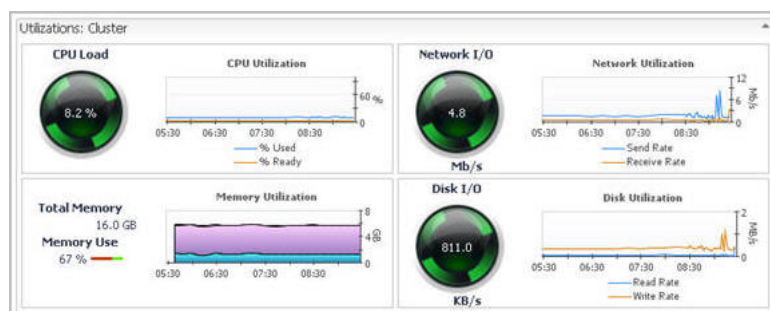 Utilizations: Cluster
CPU Load
8.2 %
CPU Utilization
60
%
05:30 06:30 07:30 08:30
% Used
% Ready
Network I/O
4.8
Mb/s
Network Utilization
12
6
0
Mb/s
05:30 06:30 07:30 08:30
Send Rate
Receive Rate
Total Memory
16.0 GB
Memory Use
67 %
Memory Utilization
8
4
0
GB
05:30 06:30 07:30 08:30
Disk I/O
811.0
KB/s
Disk Utilization
2
0
MB/s
05:30 06:30 07:30 08:30
Read Rate
Write Rate